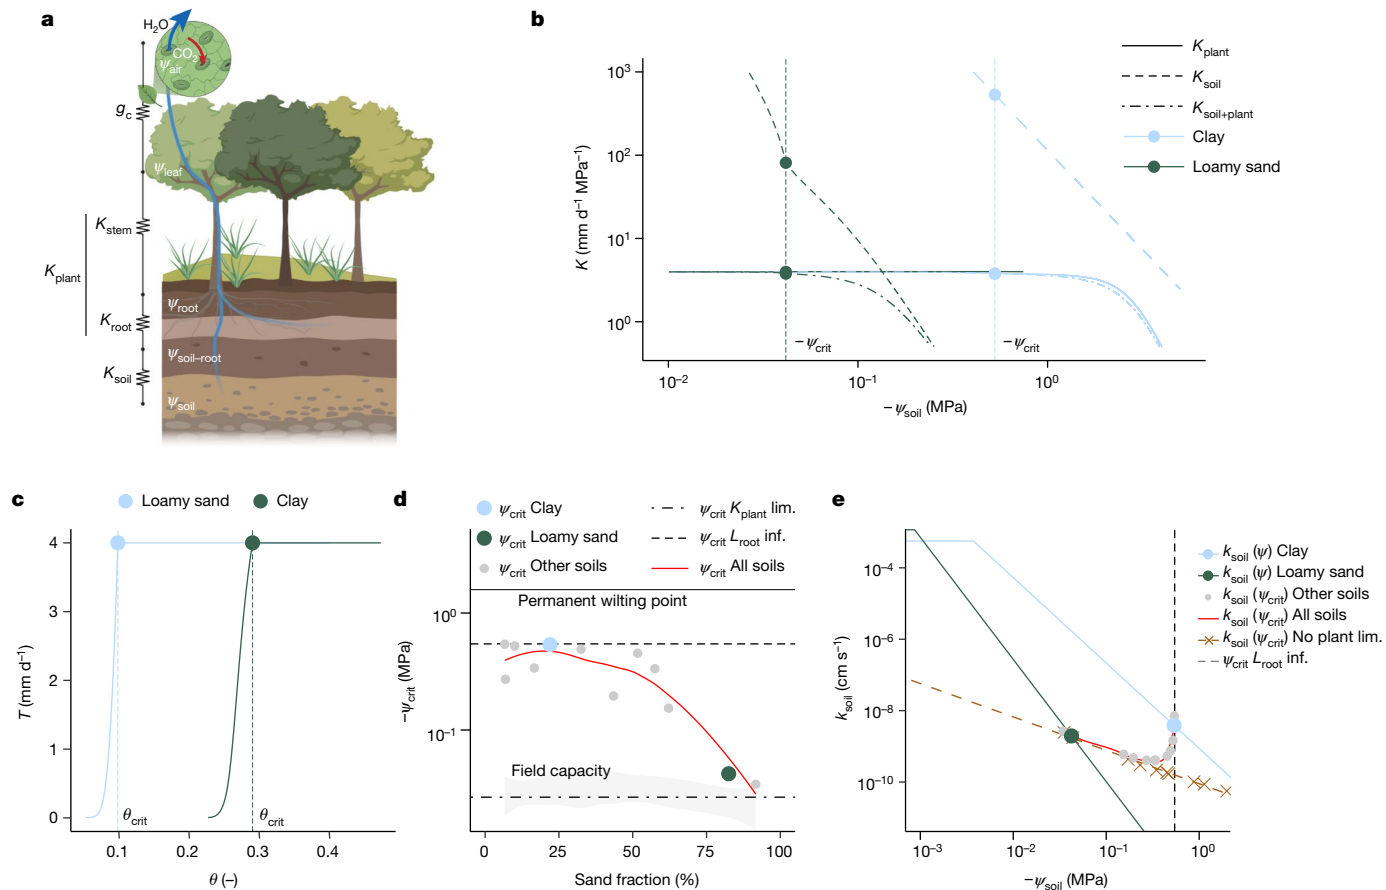 a
H₂O
CO₂
ψair
gc
ψleaf
Kstem
Kplant
ψroot
Kroot
ψsoil–root
Ksoil
ψsoil
b
Kplant
Ksoil
Ksoil+plant
Clay
Loamy sand
10³
10²
10¹
10⁰
K (mm d⁻¹ MPa⁻¹)
−ψcrit
−ψcrit
10⁻²
10⁻¹
10⁰
−ψsoil (MPa)
c
Loamy sand
Clay
4
3
2
1
0
T (mm d⁻¹)
θcrit
θcrit
0.1
0.2
0.3
0.4
θ (–)
d
ψcrit Clay
ψcrit Loamy sand
ψcrit Other soils
ψcrit Kplant lim.
ψcrit Lroot inf.
ψcrit All soils
Permanent wilting point
10⁰
10⁻¹
−ψcrit (MPa)
Field capacity
0
25
50
75
100
Sand fraction (%)
e
ksoil (ψ) Clay
ksoil (ψ) Loamy sand
ksoil (ψcrit) Other soils
ksoil (ψcrit) All soils
ksoil (ψcrit) No plant lim.
ψcrit Lroot inf.
10⁻⁴
10⁻⁶
10⁻⁸
10⁻¹⁰
ksoil (cm s⁻¹)
10⁻³
10⁻²
10⁻¹
10⁰
−ψsoil (MPa)